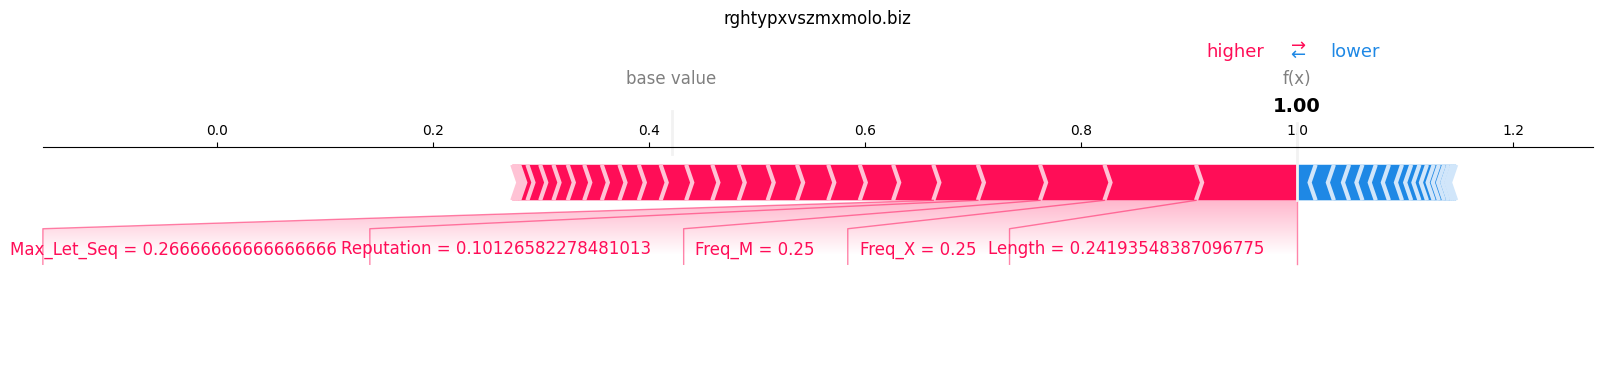 rghtypxvszmxmolo.biz
higher ⇄ lower
base value f(x)
1.00
0.0 0.2 0.4 0.6 0.8 1.0 1.2
Max_Let_Seq = 0.26666666666666666 Reputation = 0.10126582278481013 Freq_M = 0.25 Freq_X = 0.25 Length = 0.24193548387096775